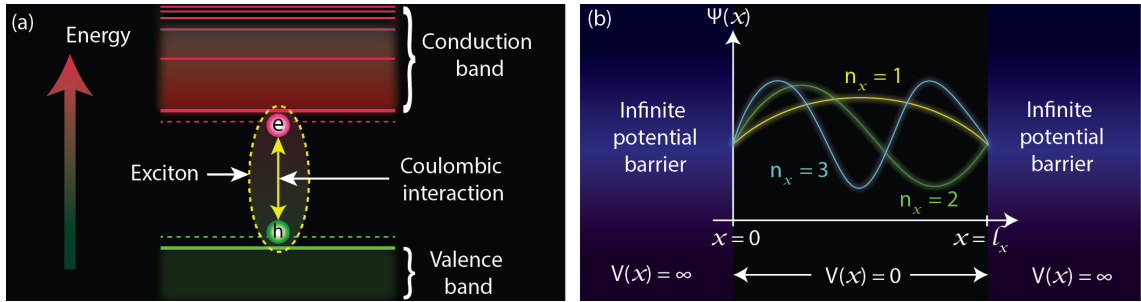 (a)
Energy
Conduction
band
e
Exciton
Coulombic
interaction
h
Valence
band
(b)
Ψ(x)
n_x = 1
Infinite
potential
barrier
Infinite
potential
barrier
n_x = 3
n_x = 2
x = 0
x = l_x
V(x) = ∞
V(x) = 0
V(x) = ∞